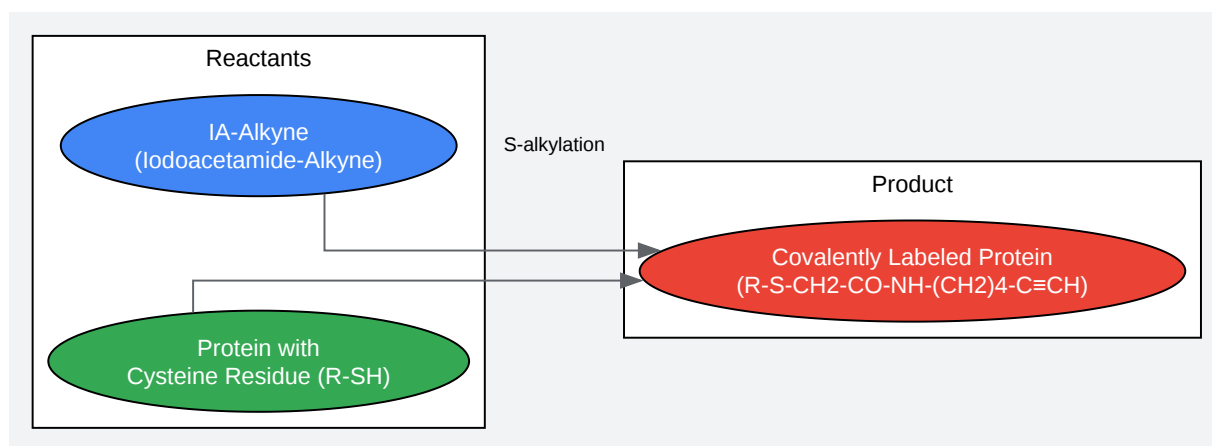 Reactants
IA-Alkyne
(Iodoacetamide-Alkyne)
S-alkylation
Product
Covalently Labeled Protein
(R-S-CH2-CO-NH-(CH2)4-C≡CH)
Protein with
Cysteine Residue (R-SH)